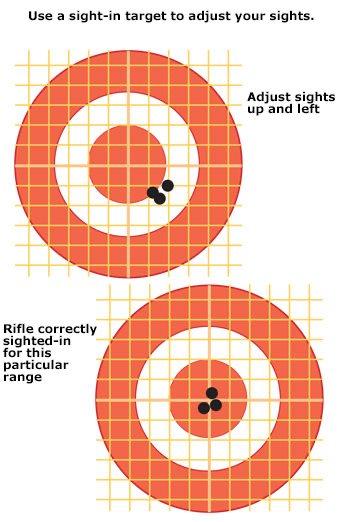 Use a sight-in target to adjust your sights.
Adjust sights
up and left
Rifle correctly
sighted-in
for this
particular
range